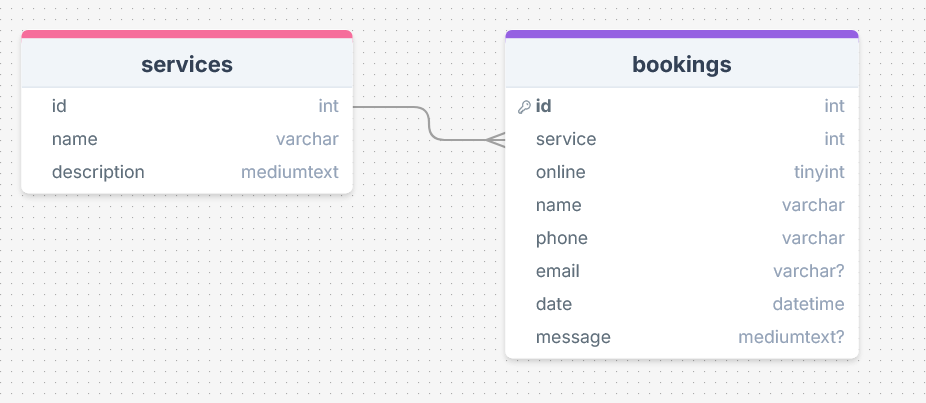 services
id int
name varchar
description mediumtext
bookings
id int
service int
online tinyint
name varchar
phone varchar
email varchar?
date datetime
message mediumtext?